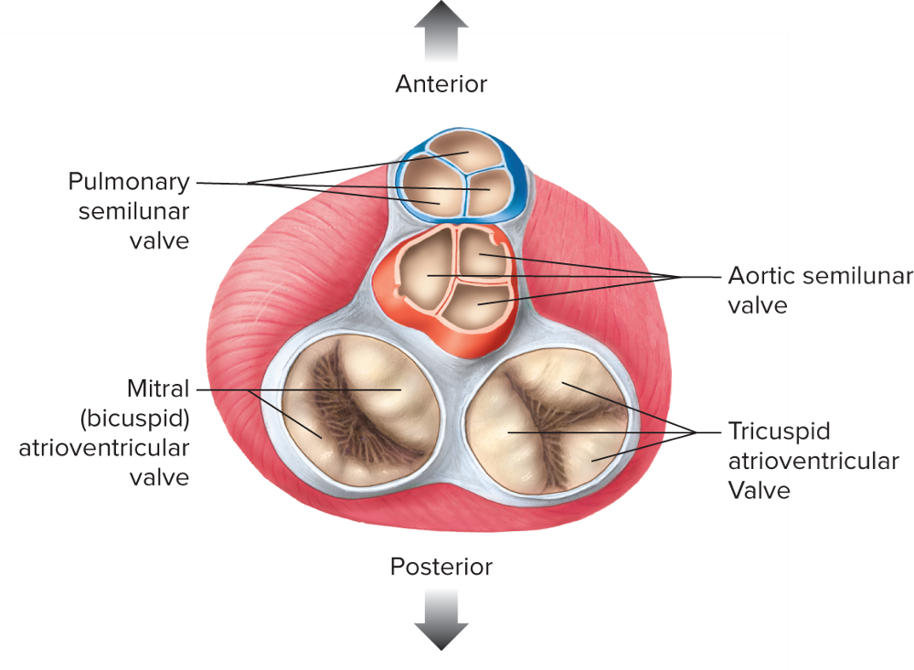 Anterior
Pulmonary
semilunar
valve
Aortic semilunar
valve
Mitral
(bicuspid)
atrioventricular
valve
Tricuspid
atrioventricular
Valve
Posterior